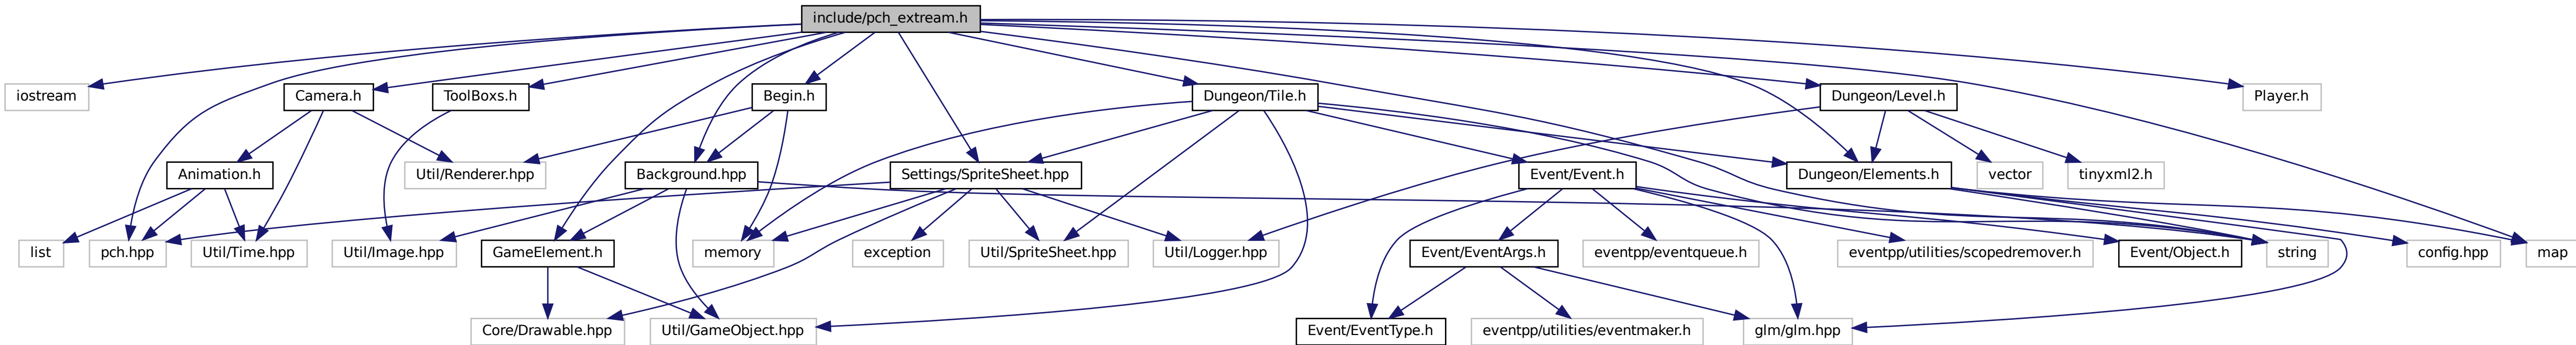 include/pch_extream.h
iostream
Camera.h
ToolBoxs.h
Begin.h
Dungeon/Tile.h
Dungeon/Level.h
Player.h
Animation.h
Util/Renderer.hpp
Background.hpp
Settings/SpriteSheet.hpp
Event/Event.h
Dungeon/Elements.h
vector
tinyxml2.h
list
pch.hpp
Util/Time.hpp
Util/Image.hpp
GameElement.h
memory
exception
Util/SpriteSheet.hpp
Util/Logger.hpp
Event/EventArgs.h
eventpp/eventqueue.h
eventpp/utilities/scopedremover.h
Event/Object.h
string
config.hpp
map
Core/Drawable.hpp
Util/GameObject.hpp
Event/EventType.h
eventpp/utilities/eventmaker.h
glm/glm.hpp